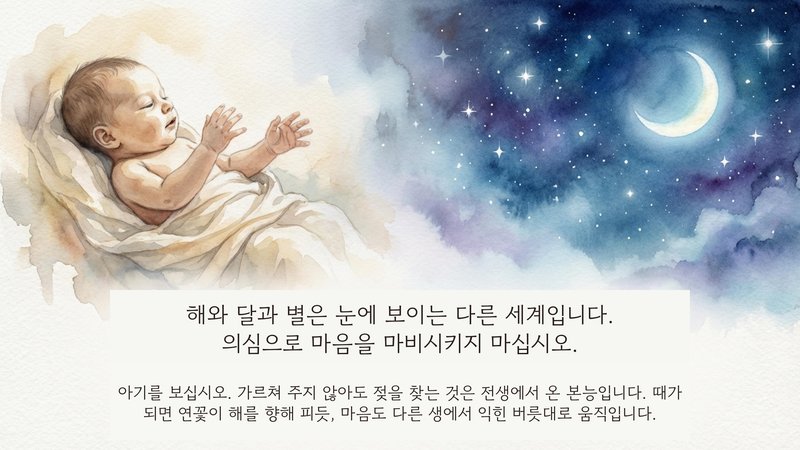 해와 달과 별은 눈에 보이는 다른 세계입니다.
의심으로 마음을 마비시키지 마십시오.
아기를 보십시오. 가르쳐 주지 않아도 젖을 찾는 것은 전생에서 온 본능입니다. 때가
되면 연꽃이 해를 향해 피듯, 마음도 다른 생에서 익힌 버릇대로 움직입니다.